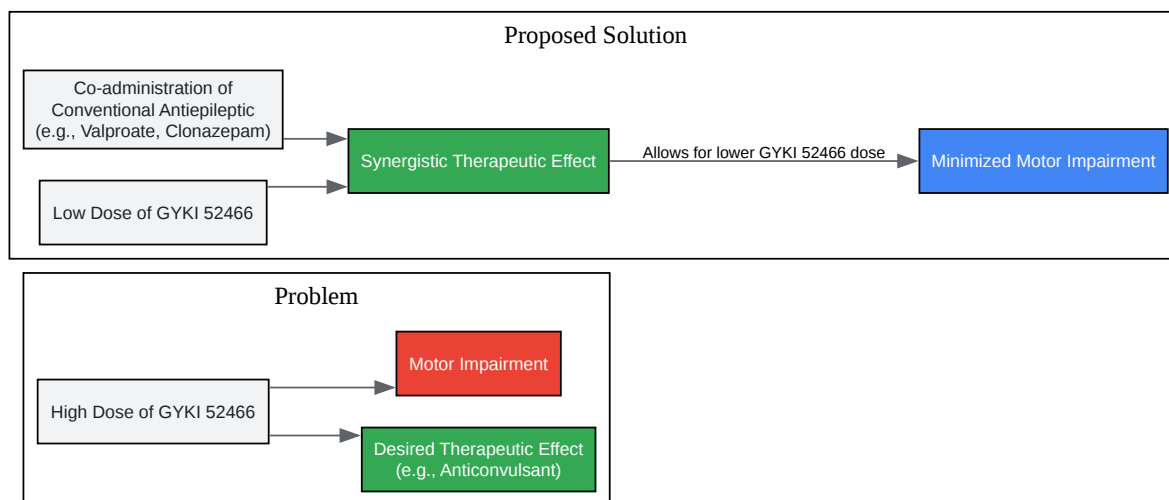 Proposed Solution
Co-administration of
Conventional Antiepileptic
(e.g., Valproate, Clonazepam)
Synergistic Therapeutic Effect
Allows for lower GYKI 52466 dose
Minimized Motor Impairment
Low Dose of GYKI 52466
Problem
Motor Impairment
High Dose of GYKI 52466
Desired Therapeutic Effect
(e.g., Anticonvulsant)